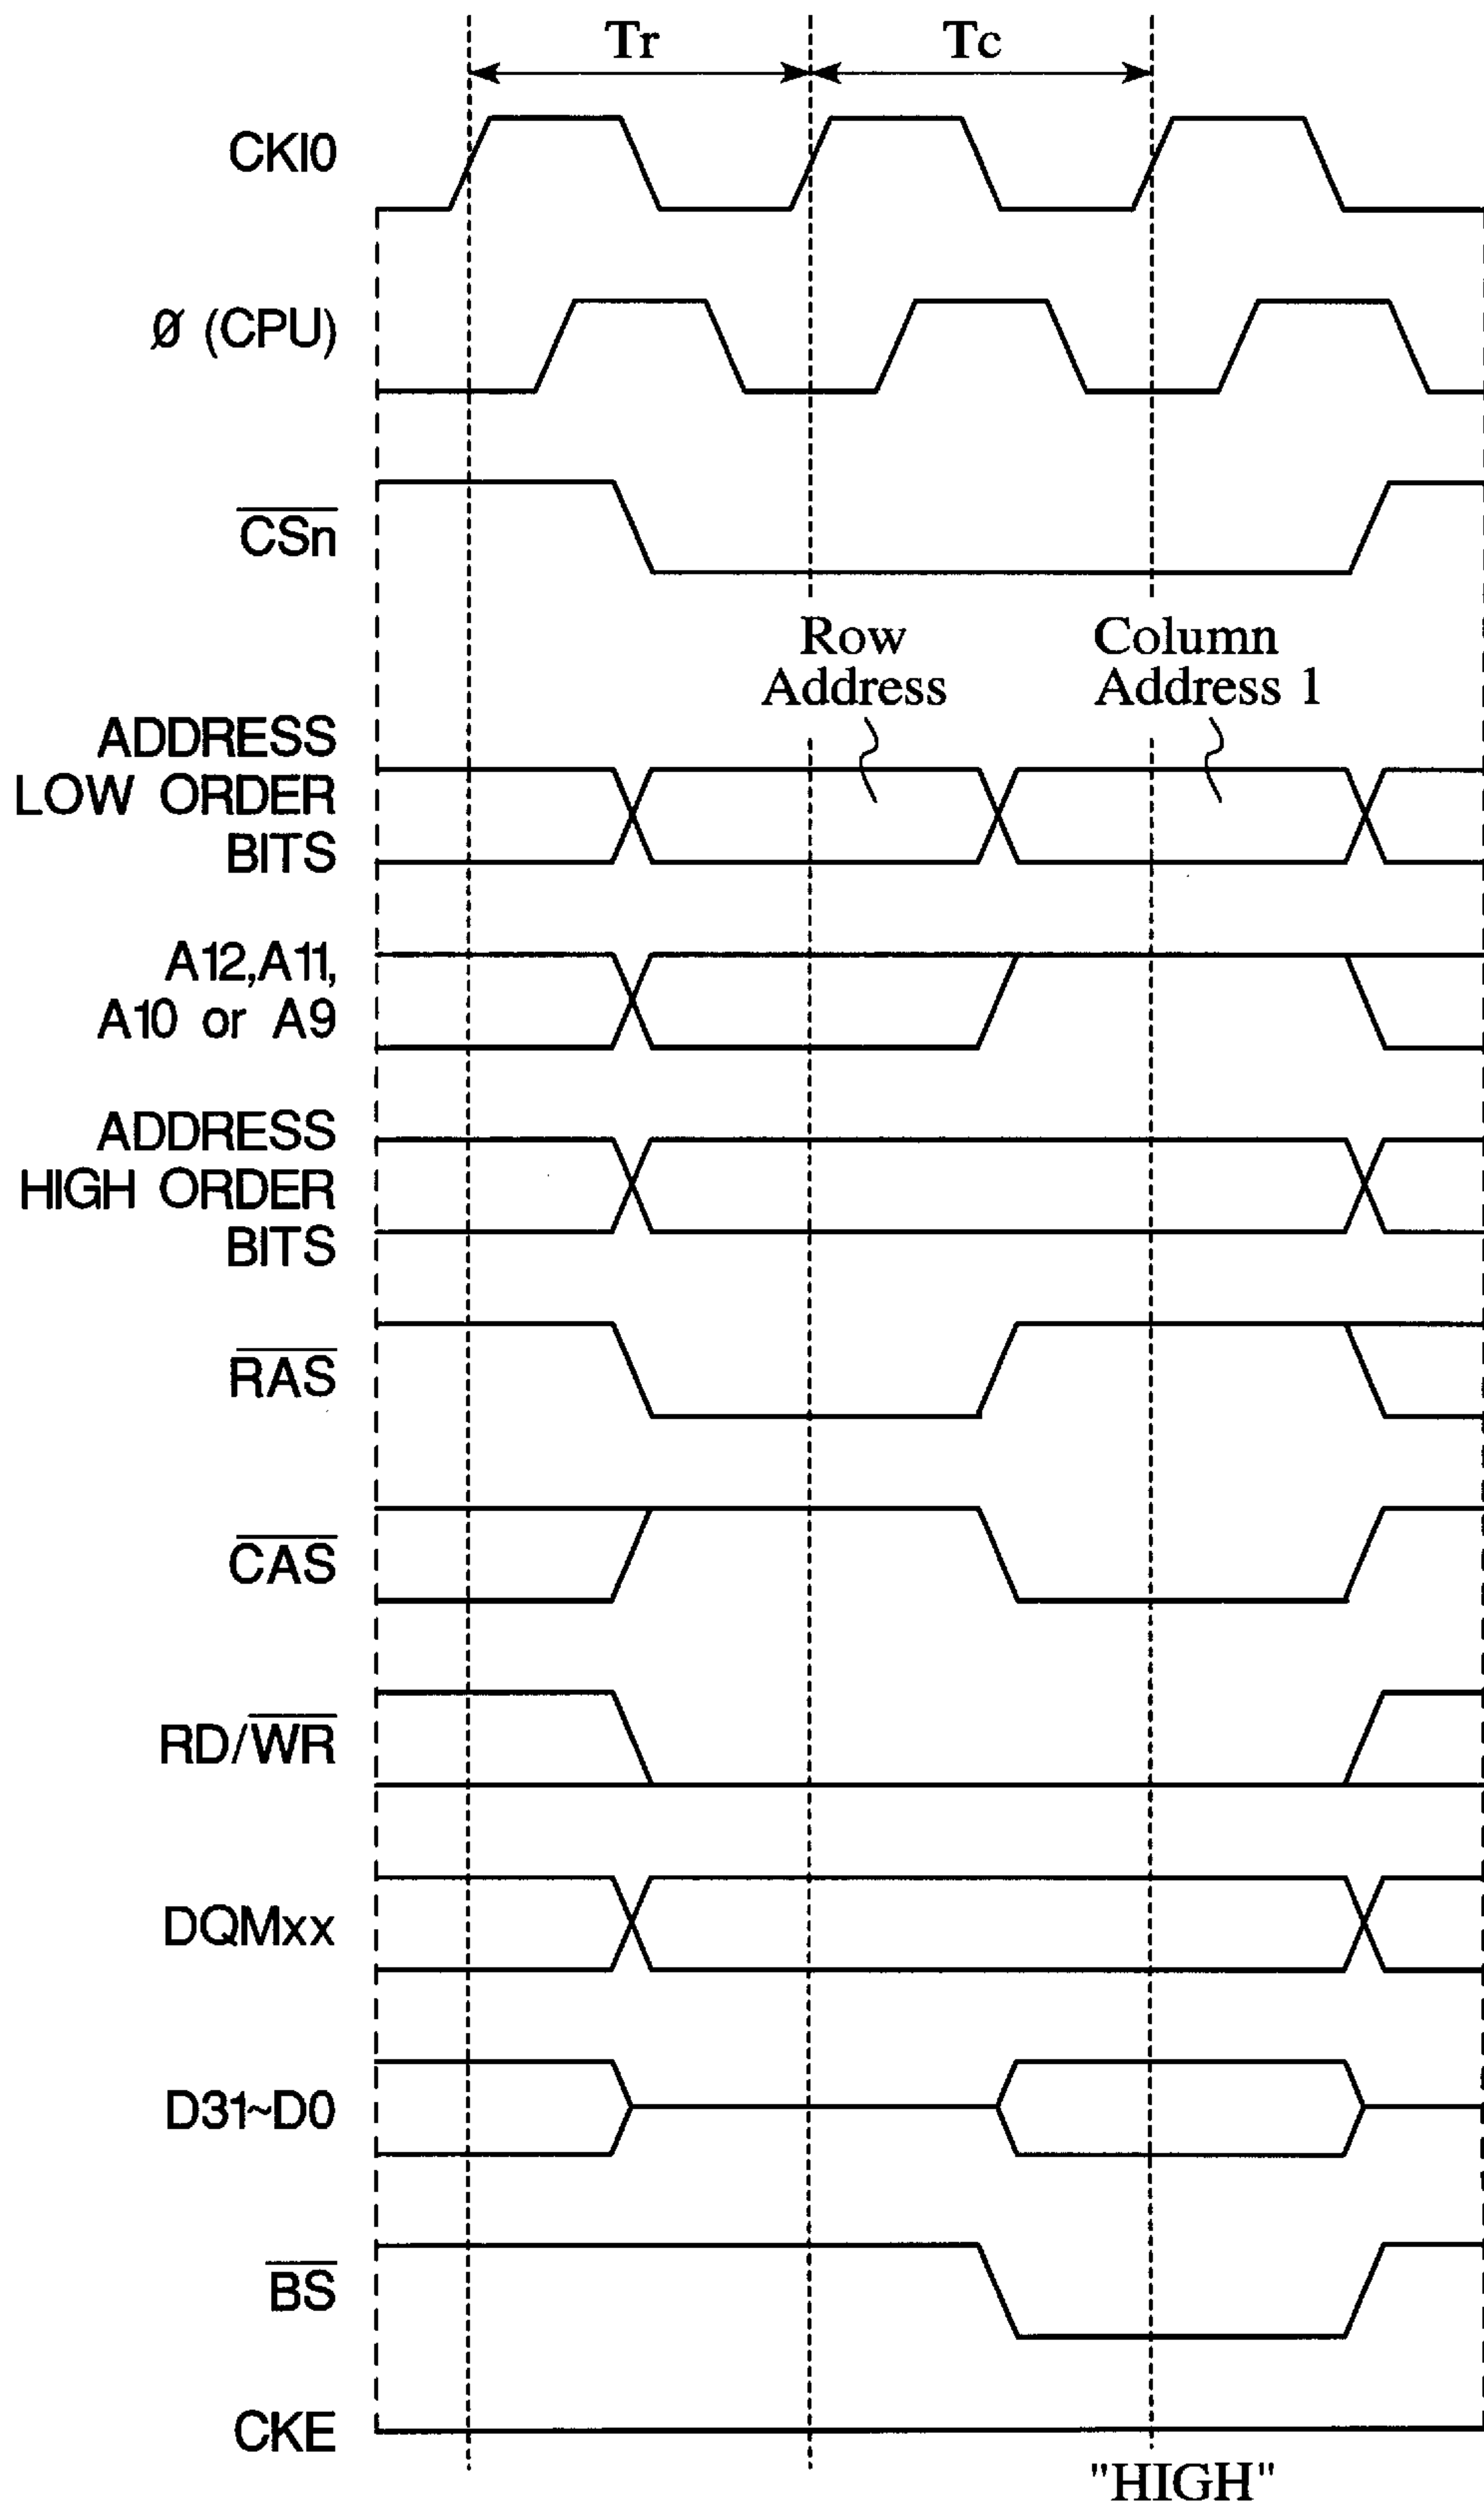 Tr Tc
CKI0
Ø (CPU)
CSn
Row
Address
Column
Address 1
ADDRESS
LOW ORDER
BITS
A12,A11,
A10 or A9
ADDRESS
HIGH ORDER
BITS
RAS
CAS
RD/WR
DQMxx
D31~D0
BS
CKE
"HIGH"